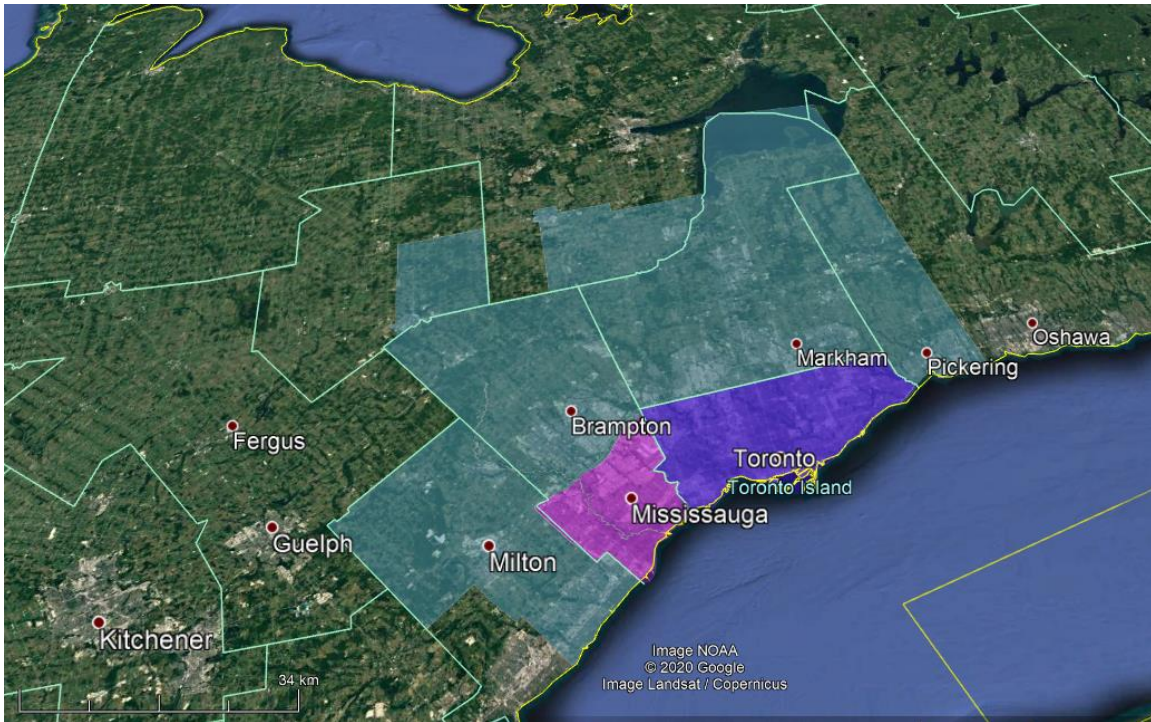 Oshawa
Markham
Pickering
Brampton
Fergus
Toronto
Toronto Island
Mississauga
Guelph
Milton
Kitchener
Image NOAA
© 2020 Google
Image Landsat / Copernicus
34 km